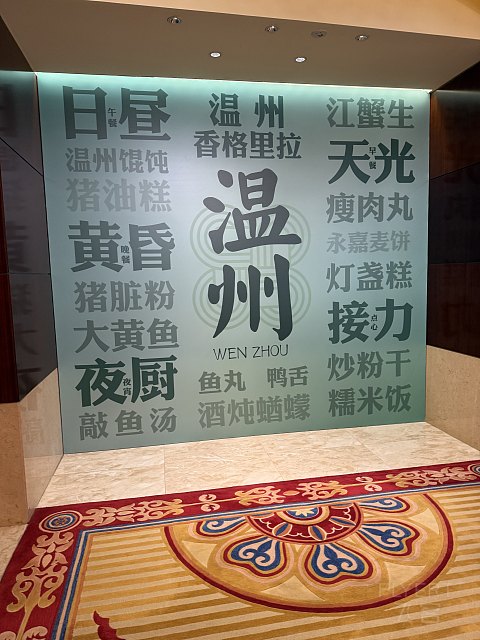 日昼
午餐
温州馄饨
猪油糕
黄昏
晚餐
猪脏粉
大黄鱼
夜厨
夜宵
敲鱼汤
温州
香格里拉
温州
WEN ZHOU
鱼丸 鸭舌
酒炖蝤蠓
江蟹生
天光
早餐
瘦肉丸
永嘉麦饼
灯盏糕
接力
点心
炒粉干
糯米饭